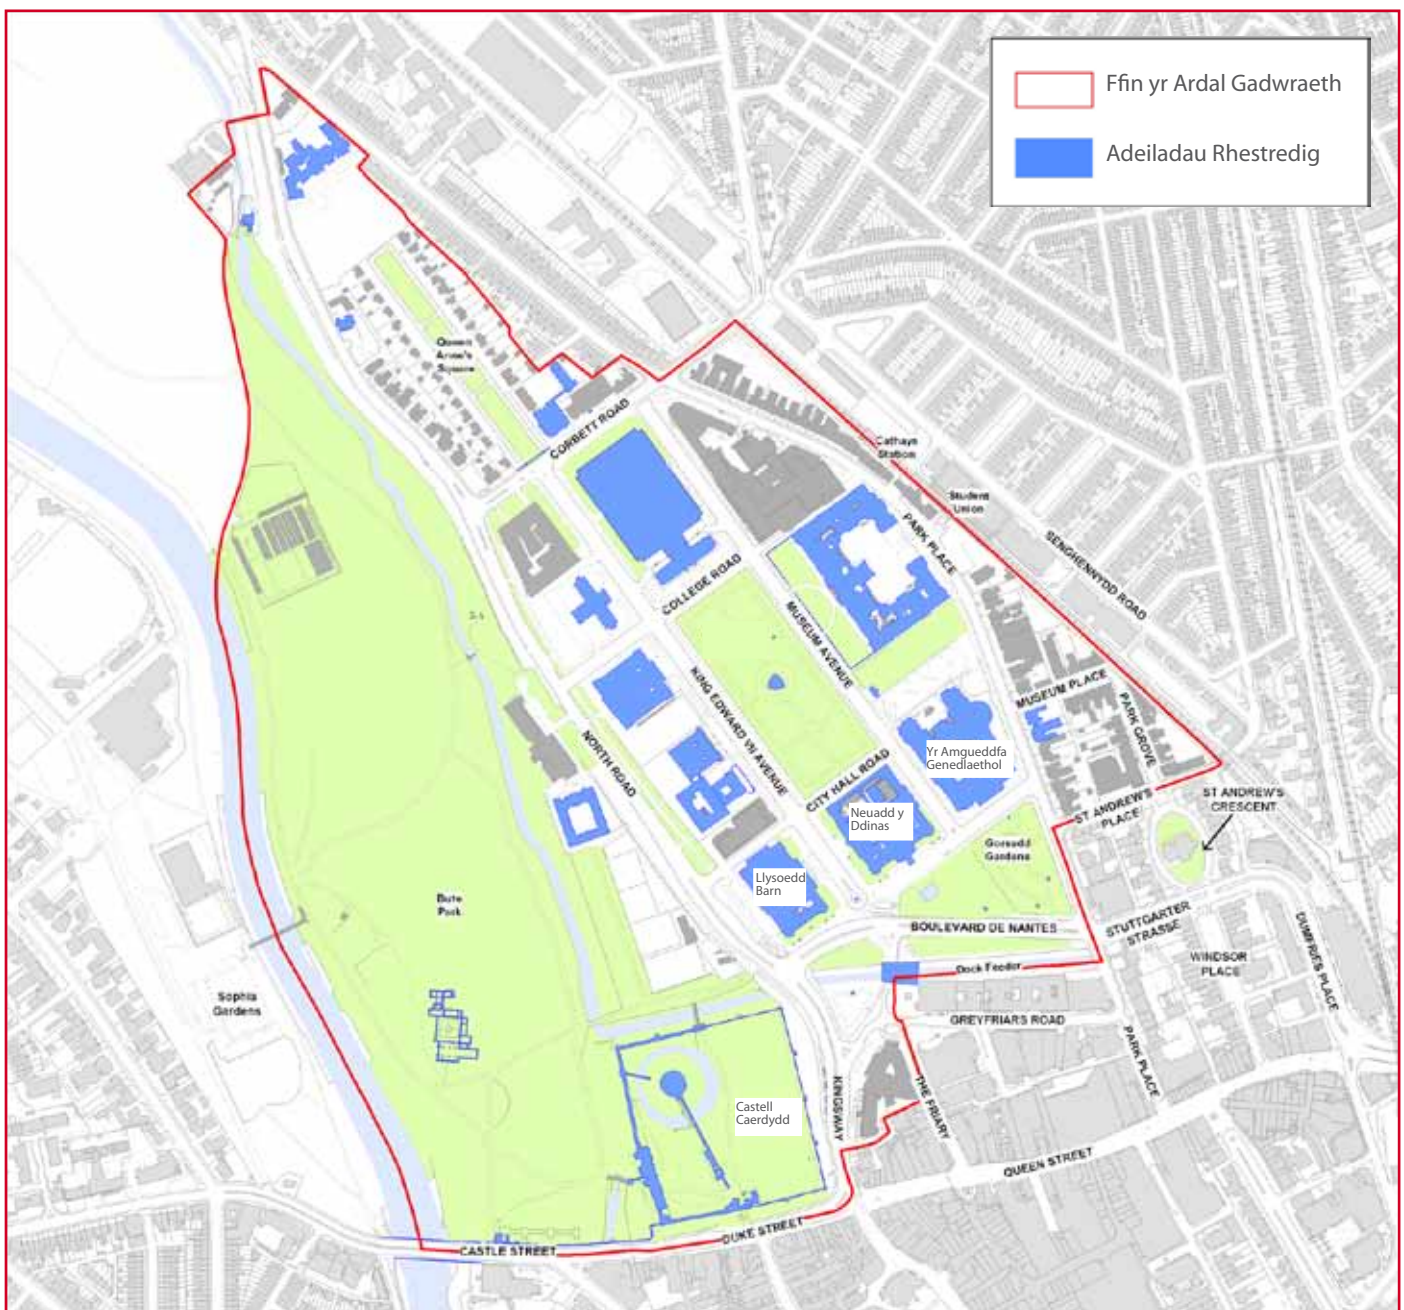 Ffin yr Ardal Gadwraeth
Adeiladau Rhestredig
Queen
Anne's
Square
CORBETT ROAD
Cathays
Station
Student
Union
PARK PLACE
SENGHENNYDD ROAD
COLLEGE ROAD
MUSEUM AVENUE
KING EDWARD VII AVENUE
MUSEUM PLACE
PARK GROVE
NORTH ROAD
CITY HALL ROAD
Yr Amgueddfa
Genedlaethol
Neuadd y
Ddinas
ST ANDREW'S
PLACE
ST ANDREW'S
CRESCENT
Gorsedd
Gardens
Llysoedd
Barn
Bute
Park
BOULEVARD DE NANTES
STUTTGARTER
STRASSE
DUMFRIES PLACE
WINDSOR
PLACE
Dock Feeder
Sophia
Gardens
GREYFRIARS ROAD
PARK PLACE
KINGSWAY
THE FRIARY
Castell
Caerdydd
QUEEN STREET
DUKE STREET
CASTLE STREET